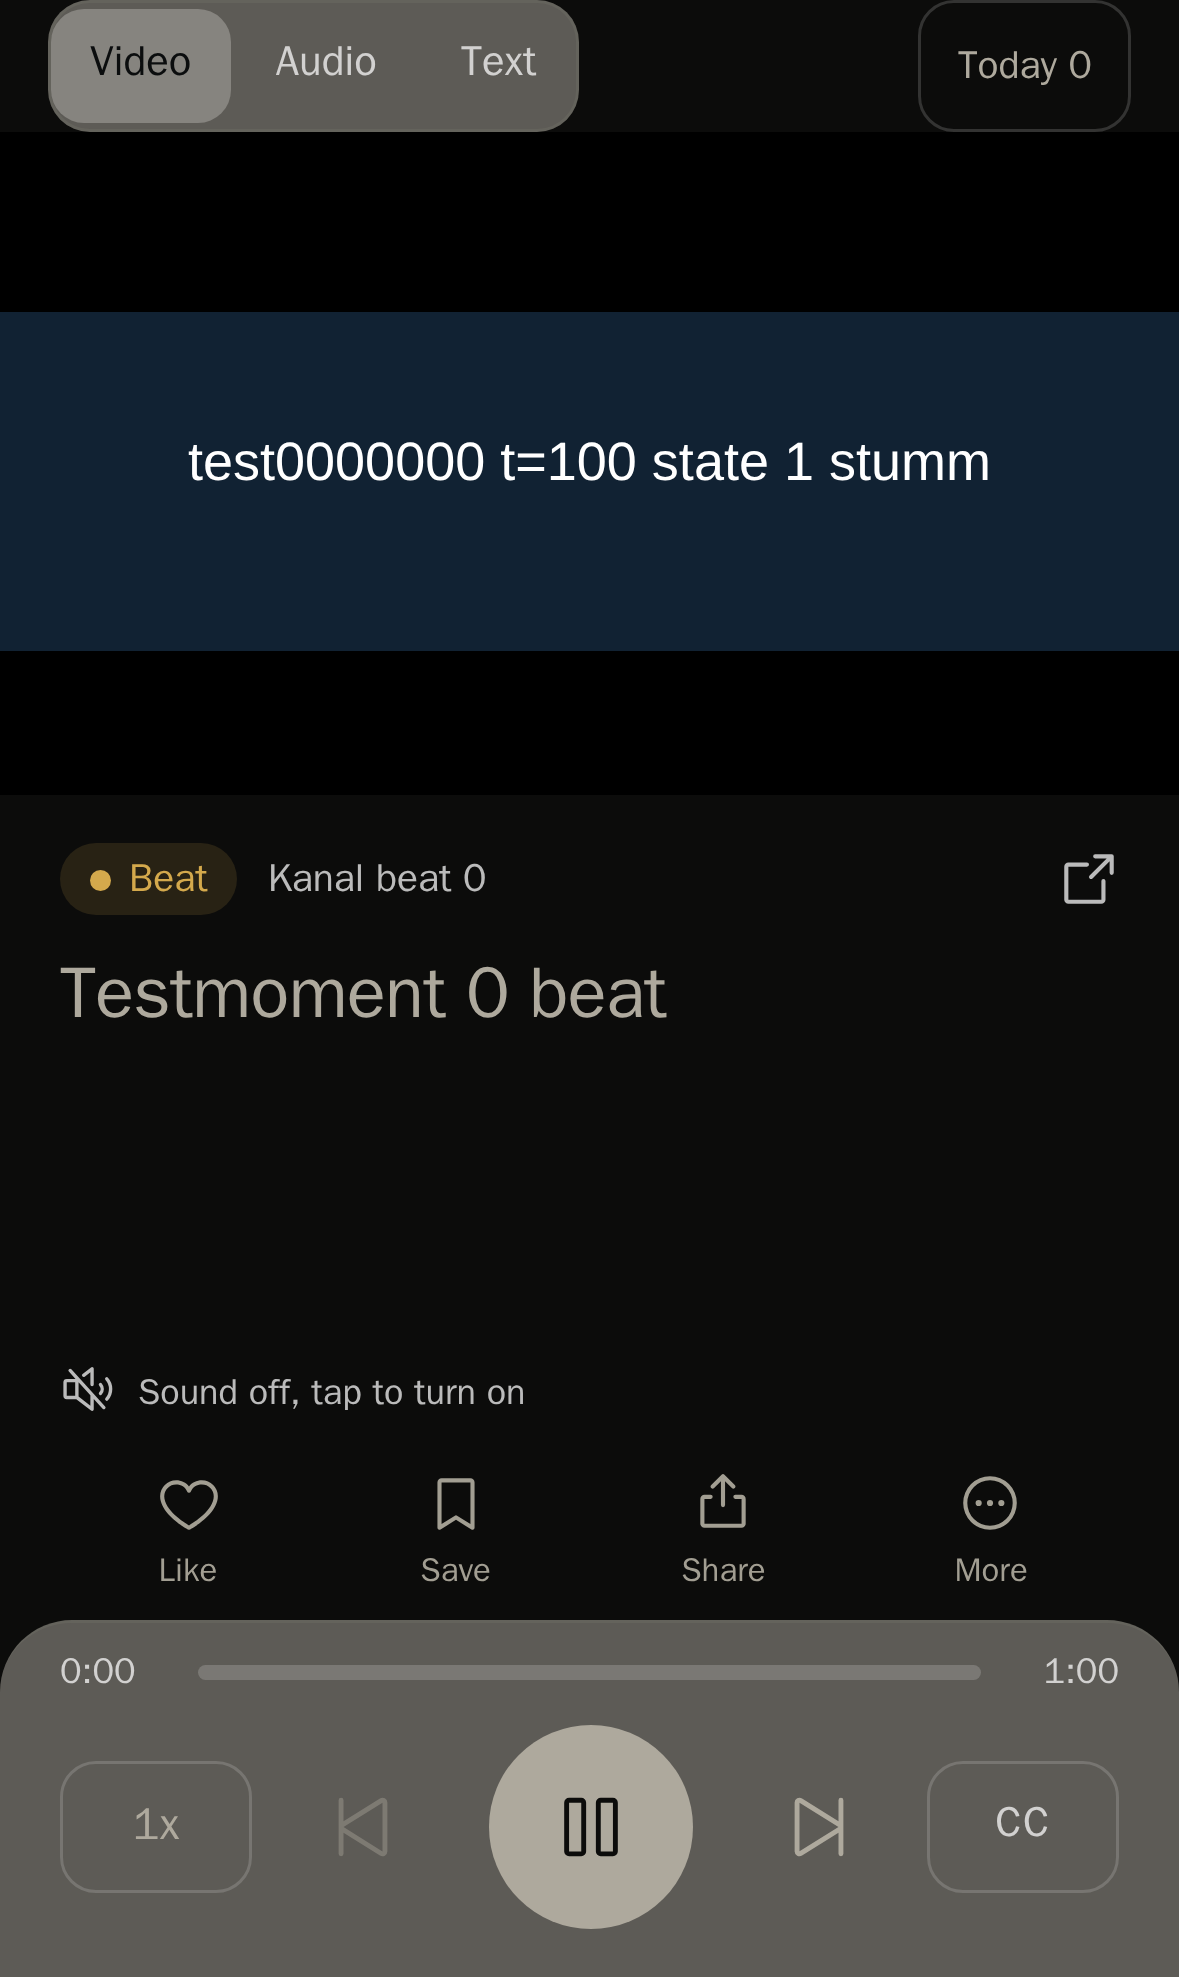 Video Audio Text Today 0
test0000000 t=100 state 1 stumm
Beat Kanal beat 0
Testmoment 0 beat
Sound off, tap to turn on
Like Save Share More
0:00 1:00
1x CC